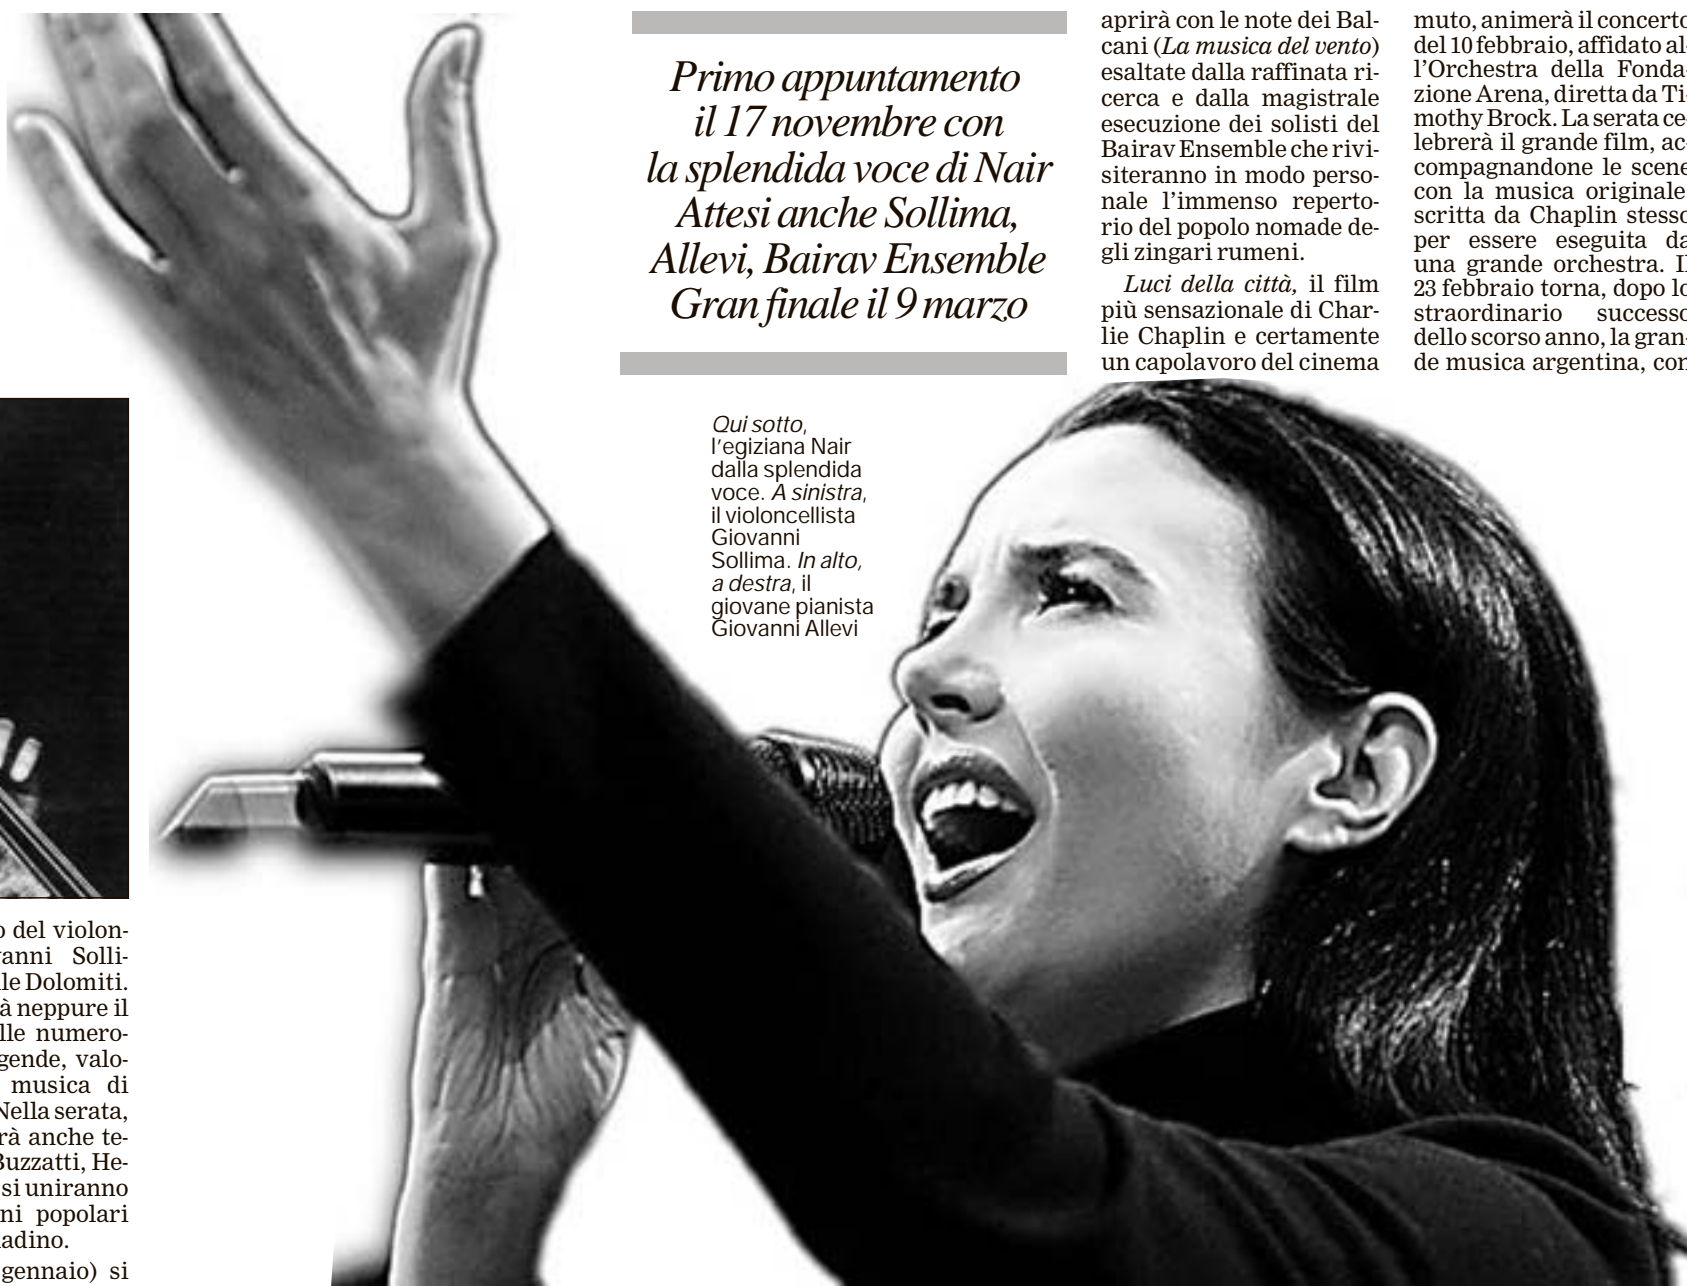 o del violon-
anni Solli-
le Dolomiti.
à neppure il
lle numero-
gende, valo-
musica di
Nella serata,
rà anche te-
Buzzatti, He-
si uniranno
ni popolari
adino.
gennaio) si
Primo appuntamento
il 17 novembre con
la splendida voce di Nair
Attesi anche Sollima,
Allevi, Bairav Ensemble
Gran finale il 9 marzo
Qui sotto,
l'egiziana Nair
dalla splendida
voce. A sinistra,
il violoncellista
Giovanni
Sollima. In alto,
a destra, il
giovane pianista
Giovanni Allevi
aprirà con le note dei Bal-
cani (La musica del vento)
esaltate dalla raffinata ri-
cerca e dalla magistrale
esecuzione dei solisti del
Bairav Ensemble che rivi-
siteranno in modo perso-
nale l'immenso reperto-
rio del popolo nomade de-
gli zingari rumeni.
Luci della città, il film
più sensazionale di Char-
lie Chaplin e certamente
un capolavoro del cinema
muto, animerà il concerto
del 10 febbraio, affidato al-
l'Orchestra della Fonda-
zione Arena, diretta da Ti-
mothy Brock. La serata ce-
lebrerà il grande film, ac-
compagnandone le scene
con la musica originale
scritta da Chaplin stesso
per essere eseguita da
una grande orchestra. Il
23 febbraio torna, dopo lo
straordinario successo
dello scorso anno, la gran-
de musica argentina, con